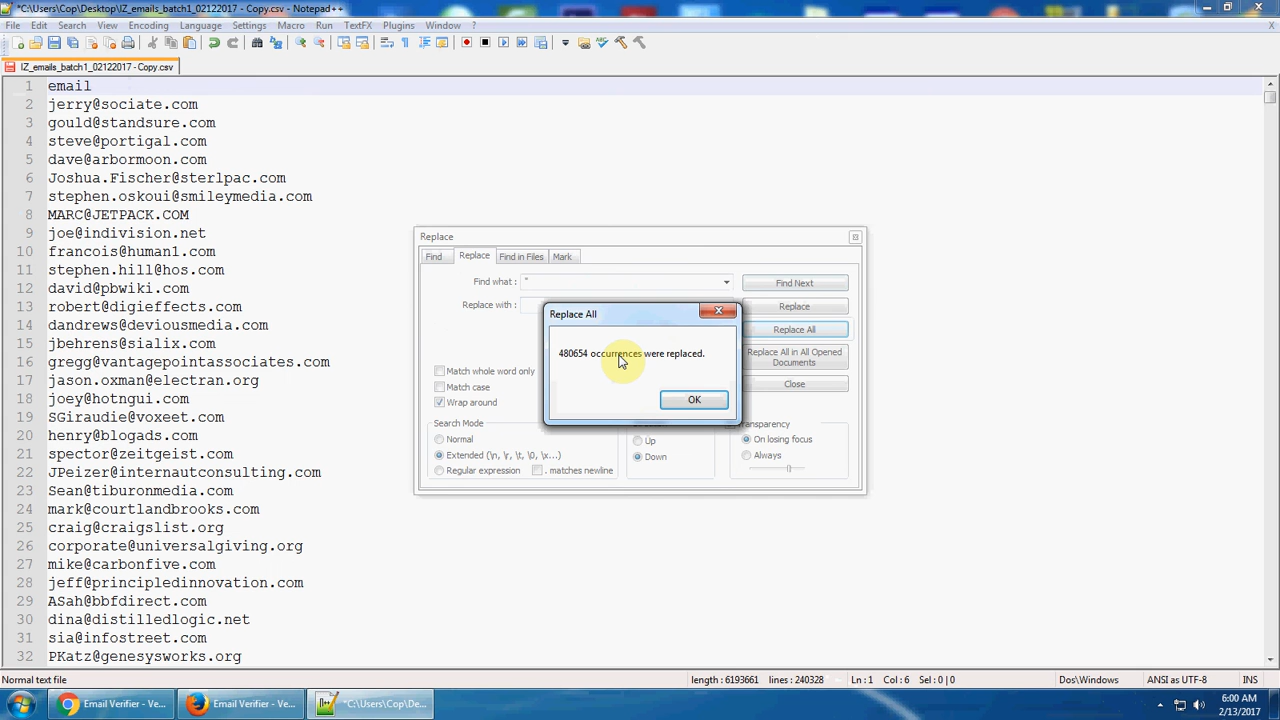 *C:\Users\Cop\Desktop\IZ_emails_batch1_02122017 - Copy.csv - Notepad++
File Edit Search View Encoding Language Settings Macro Run TextFX Plugins Window ?
IZ_emails_batch1_02122017 - Copy.csv
1 email
2 jerry@sociate.com
3 gould@standsure.com
4 steve@portigal.com
5 dave@arbormoon.com
6 Joshua.Fischer@sterlpac.com
7 stephen.oskoui@smileymedia.com
8 MARC@JETPACK.COM
9 joe@indivision.net
10 francois@human1.com
11 stephen.hill@hos.com
12 david@pbwiki.com
13 robert@digieffects.com
14 dandrews@deviousmedia.com
15 jbehrens@sialix.com
16 gregg@vantagepointassociates.com
17 jason.oxman@electran.org
18 joey@hotngui.com
19 SGiraudie@voxeet.com
20 henry@blogads.com
21 spector@zeitgeist.com
22 JPeizer@internautconsulting.com
23 Sean@tiburonmedia.com
24 mark@courtlandbrooks.com
25 craig@craigslist.org
26 corporate@universalgiving.org
27 mike@carbonfive.com
28 jeff@principledinnovation.com
29 ASah@bbfdirect.com
30 dina@distilledlogic.net
31 sia@infostreet.com
32 PKatz@genesysworks.org
Replace
Find Replace Find in Files Mark
Find what : "
Find Next
Replace with :
Replace
Replace All
Replace All in All Opened
Documents
Close
Match whole word only
Match case
Wrap around
Search Mode
Normal
Extended (\n, \r, \t, \0, \x...)
Regular expression . matches newline
Up
Down
Transparency
On losing focus
Always
Replace All
480654 occurrences were replaced.
OK
Normal text file length : 6193661 lines : 240328 Ln : 1 Col : 6 Sel : 0 | 0 Dos\Windows ANSI as UTF-8 INS
Email Verifier - Ve... Email Verifier - Ve... *C:\Users\Cop\De...
6:00 AM
2/13/2017